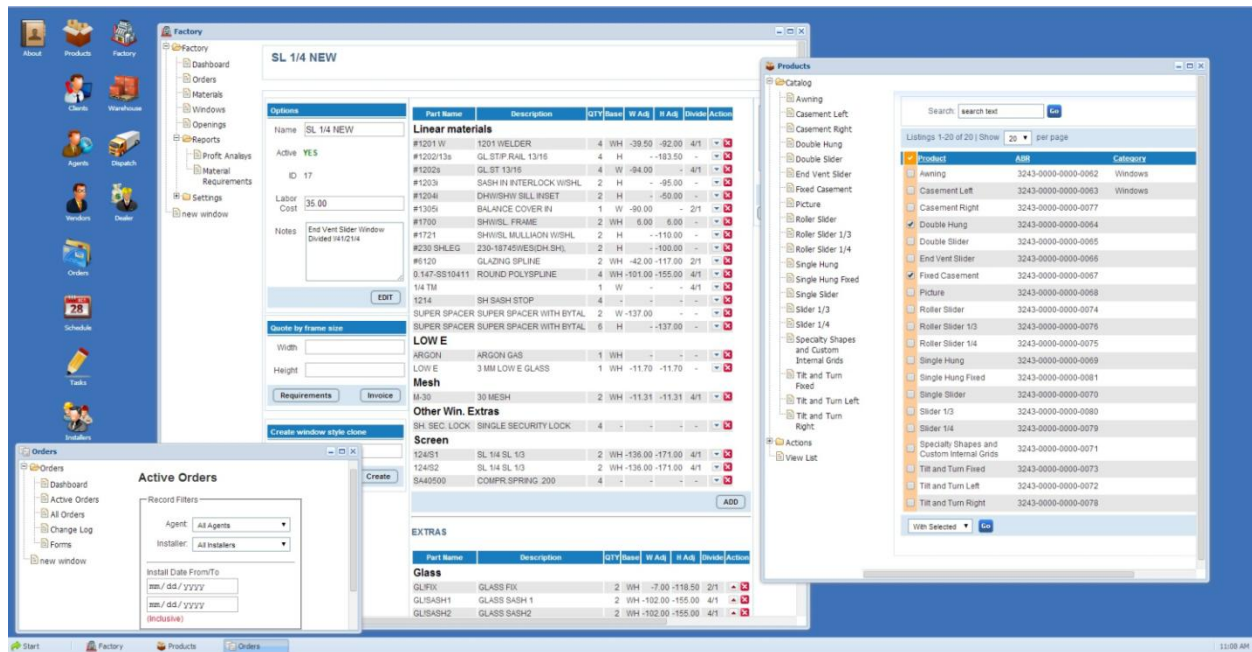 About
Products
Factory
Clients
Warehouse
Agents
Dispatch
Vendors
Dealer
Orders
Schedule
28
Tasks
Installers
Factory
Factory
Dashboard
Orders
Materials
Windows
Openings
Reports
Profit Analisys
Material
Requirements
Settings
new window
SL 1/4 NEW
Options
Name SL 1/4 NEW
Active YES
ID 17
Labor
Cost 35.00
Notes End Vent Slider Window
Divided 1/41/21/4
EDIT
Quote by frame size
Width
Height
Requirements Invoice
Create window style clone
Create
Part Name Description QTY Base W Adj H Adj Divide Action
Linear materials
#1201 W 1201 WELDER 4 WH -39.50 -92.00 4/1
#1202/13s GL.ST/P.RAIL 13/16 4 H - -183.50 -
#1202s GL.ST 13/16 4 W -94.00 - 4/1
#1203i SASH IN INTERLOCK W/SHL 2 H - -95.00 -
#1204i DHW/SHW SILL INSET 2 H - -50.00 -
#1305i BALANCE COVER IN 1 W -90.00 - 2/1
#1700 SHW/SL. FRAME 2 WH 6.00 6.00 -
#1721 SHW/SL MULLIAON W/SHL 2 H - -110.00 -
#230 SHLEG 230-18745WES(DH.SH), 2 H - -100.00 -
#6120 GLAZING SPLINE 2 WH -42.00 -117.00 2/1
0.147-SS10411 ROUND POLYSPLINE 4 WH -101.00 -155.00 4/1
1/4 TM 1 W - - 4/1
1214 SH SASH STOP 4 - - - -
SUPER SPACER SUPER SPACER WITH BYTAL 2 W -137.00 - -
SUPER SPACER SUPER SPACER WITH BYTAL 6 H - -137.00 -
LOW E
ARGON ARGON GAS 1 WH - - -
LOW E 3 MM LOW E GLASS 1 WH -11.70 -11.70 -
Mesh
M-30 30 MESH 2 WH -11.31 -11.31 4/1
Other Win. Extras
SH. SEC. LOCK SINGLE SECURITY LOCK 4 - - - -
Screen
124/S1 SL 1/4 SL 1/3 2 WH -136.00 -171.00 4/1
124/S2 SL 1/4 SL 1/3 2 WH -136.00 -171.00 4/1
SA40500 COMPR.SPRING .200 4 - - - -
ADD
EXTRAS
Part Name Description QTY Base W Adj H Adj Divide Action
Glass
GL!FIX GLASS FIX 2 WH -7.00 -118.50 2/1
GL!SASH1 GLASS SASH 1 2 WH -102.00 -155.00 4/1
GL!SASH2 GLASS SASH2 2 WH -102.00 -155.00 4/1
Products
Catalog
Awning
Casement Left
Casement Right
Double Hung
Double Slider
End Vent Slider
Fixed Casement
Picture
Roller Slider
Roller Slider 1/3
Roller Slider 1/4
Single Hung
Single Hung Fixed
Single Slider
Slider 1/3
Slider 1/4
Specialty Shapes
and Custom
Internal Grids
Tilt and Turn
Fixed
Tilt and Turn Left
Tilt and Turn
Right
Actions
View List
Search: search text Go
Listings 1-20 of 20 | Show 20 per page
Product ABR Category
Awning 3243-0000-0000-0062 Windows
Casement Left 3243-0000-0000-0063 Windows
Casement Right 3243-0000-0000-0077
Double Hung 3243-0000-0000-0064
Double Slider 3243-0000-0000-0065
End Vent Slider 3243-0000-0000-0066
Fixed Casement 3243-0000-0000-0067
Picture 3243-0000-0000-0068
Roller Slider 3243-0000-0000-0074
Roller Slider 1/3 3243-0000-0000-0076
Roller Slider 1/4 3243-0000-0000-0075
Single Hung 3243-0000-0000-0069
Single Hung Fixed 3243-0000-0000-0081
Single Slider 3243-0000-0000-0070
Slider 1/3 3243-0000-0000-0080
Slider 1/4 3243-0000-0000-0079
Specialty Shapes and
Custom Internal Grids 3243-0000-0000-0071
Tilt and Turn Fixed 3243-0000-0000-0073
Tilt and Turn Left 3243-0000-0000-0072
Tilt and Turn Right 3243-0000-0000-0078
With Selected Go
Orders
Orders
Dashboard
Active Orders
All Orders
Change Log
Forms
new window
Active Orders
Record Filters
Agent: All Agents
Installer: All Installers
Install Date From/To
mm/dd/yyyy
mm/dd/yyyy
(Inclusive)
Start Factory Products Orders 11:08 AM